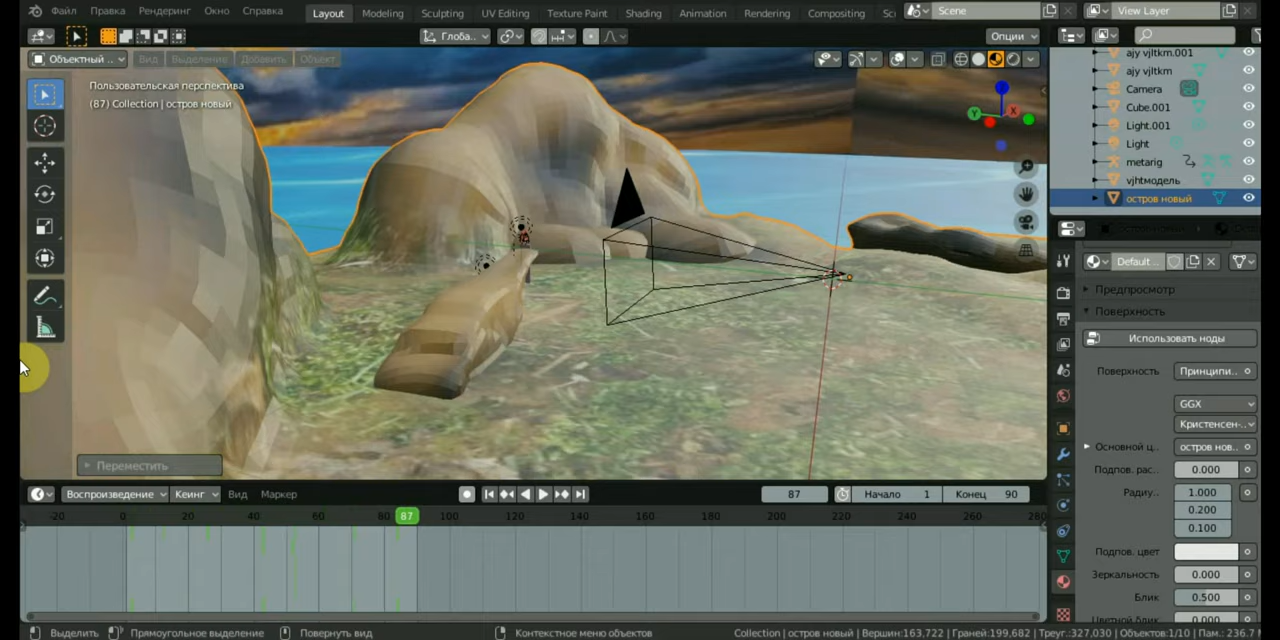 Файл Правка Рендеринг Окно Справка Layout Modeling Sculpting UV Editing Texture Paint Shading Animation Rendering Compositing Scene View Layer
Глоба.. Опции
Объектный .. Вид Выделение Добавить Объект
Пользовательская перспектива
(87) Collection | остров новый
ajy vjltkm.001
ajy vjltkm
Camera
Cube.001
Light.001
Light
metarig
vjhtмодель
остров новый
Default ..
Предпросмотр
Поверхность
Использовать ноды
Поверхность Принципи..
GGX
Кристенсен-..
Основной ц.. остров нов..
Подпов. рас.. 0.000
Радиу.. 1.000
0.200
0.100
Подпов. цвет
Зеркальность 0.000
Блик 0.500
Переместить
Воспроизведение Кеинг Вид Маркер 87 Начало 1 Конец 90
-20 0 20 40 60 80 87 100 120 140 160 180 200 220 240 260 280
Выделить Прямоугольное выделение Повернуть вид Контекстное меню объектов Collection | остров новый | Вершин:163,722 | Граней:199,682 | Треуг.:327,030